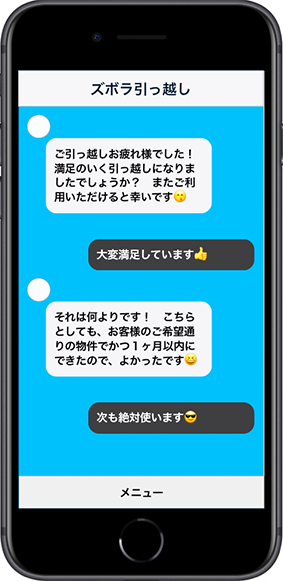 ズボラ引っ越し
ご引っ越しお疲れ様でした！
満足のいく引っ越しになりま
したでしょうか？　またご利
用いただけると幸いです😙
大変満足しています👍
それは何よりです！　こちら
としても、お客様のご希望通
りの物件でかつ１ヶ月以内に
できたので、よかったです😀
次も絶対使います😎
メニュー